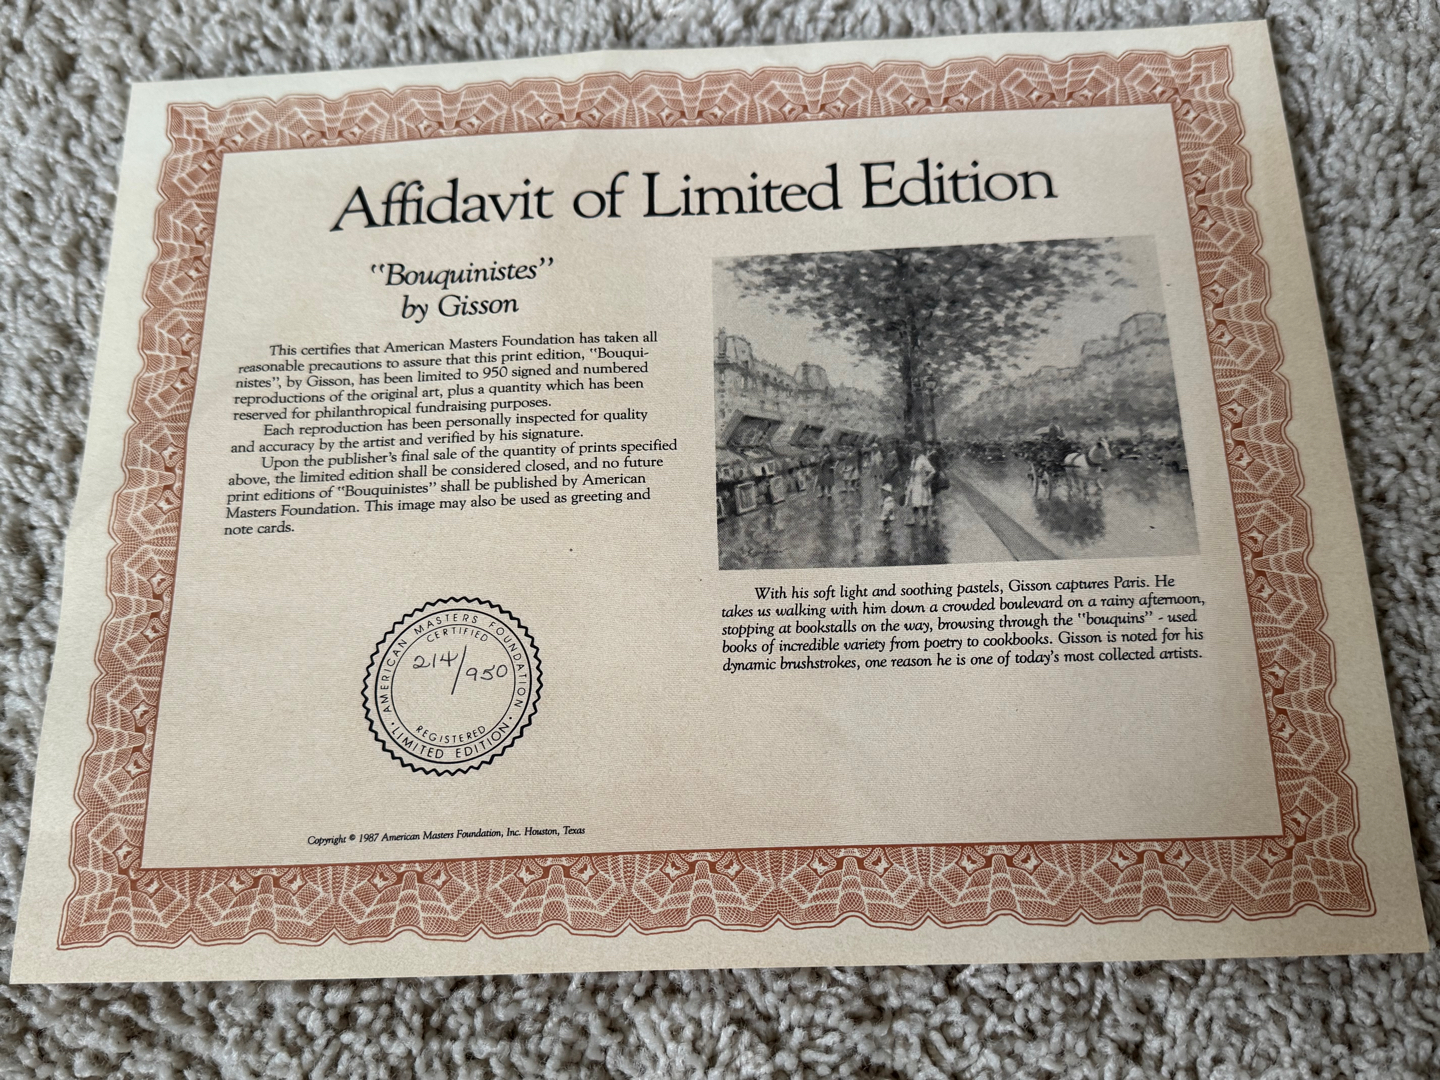 Affidavit of Limited Edition
"Bouquinistes"
by Gisson
This certifies that American Masters Foundation has taken all
reasonable precautions to assure that this print edition, "Bouqui-
nistes", by Gisson, has been limited to 950 signed and numbered
reproductions of the original art, plus a quantity which has been
reserved for philanthropical fundraising purposes.
Each reproduction has been personally inspected for quality
and accuracy by the artist and verified by his signature.
Upon the publisher's final sale of the quantity of prints specified
above, the limited edition shall be considered closed, and no future
print editions of "Bouquinistes" shall be published by American
Masters Foundation. This image may also be used as greeting and
note cards.
With his soft light and soothing pastels, Gisson captures Paris. He
takes us walking with him down a crowded boulevard on a rainy afternoon,
stopping at bookstalls on the way, browsing through the "bouquins" - used
books of incredible variety from poetry to cookbooks. Gisson is noted for his
dynamic brushstrokes, one reason he is one of today's most collected artists.
AMERICAN MASTERS FOUNDATION
CERTIFIED
214/950
REGISTERED
· LIMITED EDITION ·
Copyright © 1987 American Masters Foundation, Inc. Houston, Texas